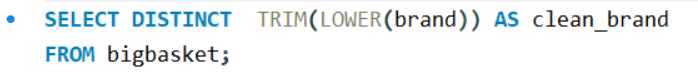 SELECT DISTINCT  TRIM(LOWER(brand)) AS clean_brand
FROM bigbasket;